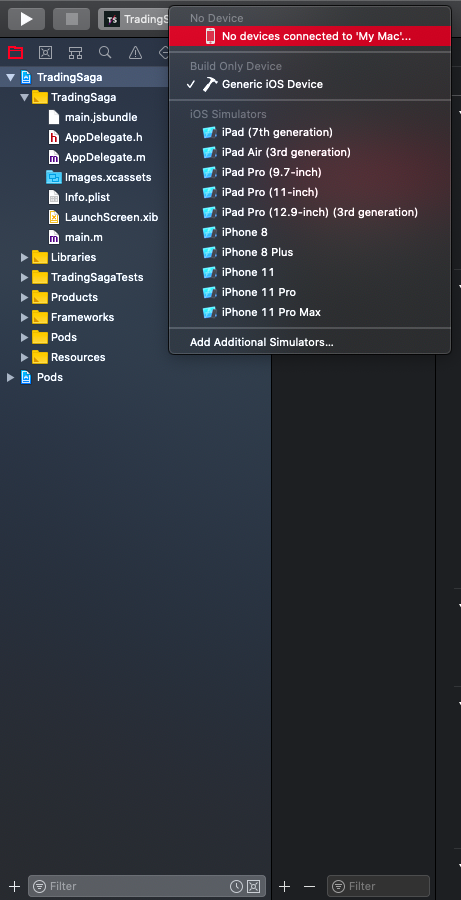 TS TradingS
No Device
No devices connected to 'My Mac'...
Build Only Device
✓ Generic iOS Device
iOS Simulators
iPad (7th generation)
iPad Air (3rd generation)
iPad Pro (9.7-inch)
iPad Pro (11-inch)
iPad Pro (12.9-inch) (3rd generation)
iPhone 8
iPhone 8 Plus
iPhone 11
iPhone 11 Pro
iPhone 11 Pro Max
Add Additional Simulators...
TradingSaga
TradingSaga
main.jsbundle
h AppDelegate.h
m AppDelegate.m
Images.xcassets
Info.plist
LaunchScreen.xib
m main.m
Libraries
TradingSagaTests
Products
Frameworks
Pods
Resources
Pods
Filter
Filter